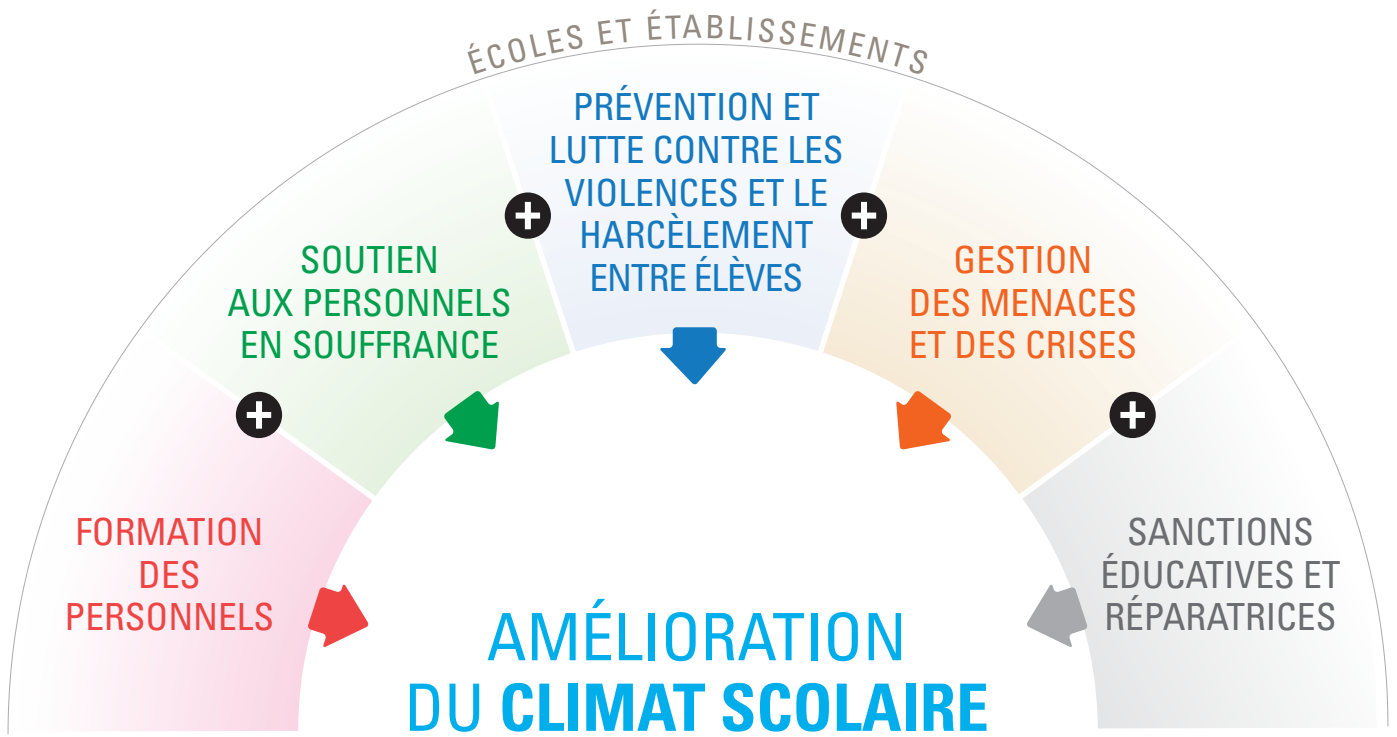 ÉCOLES ET ÉTABLISSEMENTS
FORMATION
DES
PERSONNELS
SOUTIEN
AUX PERSONNELS
EN SOUFFRANCE
PRÉVENTION ET
LUTTE CONTRE LES
VIOLENCES ET LE
HARCÈLEMENT
ENTRE ÉLÈVES
GESTION
DES MENACES
ET DES CRISES
SANCTIONS
ÉDUCATIVES ET
RÉPARATRICES
AMÉLIORATION
DU CLIMAT SCOLAIRE